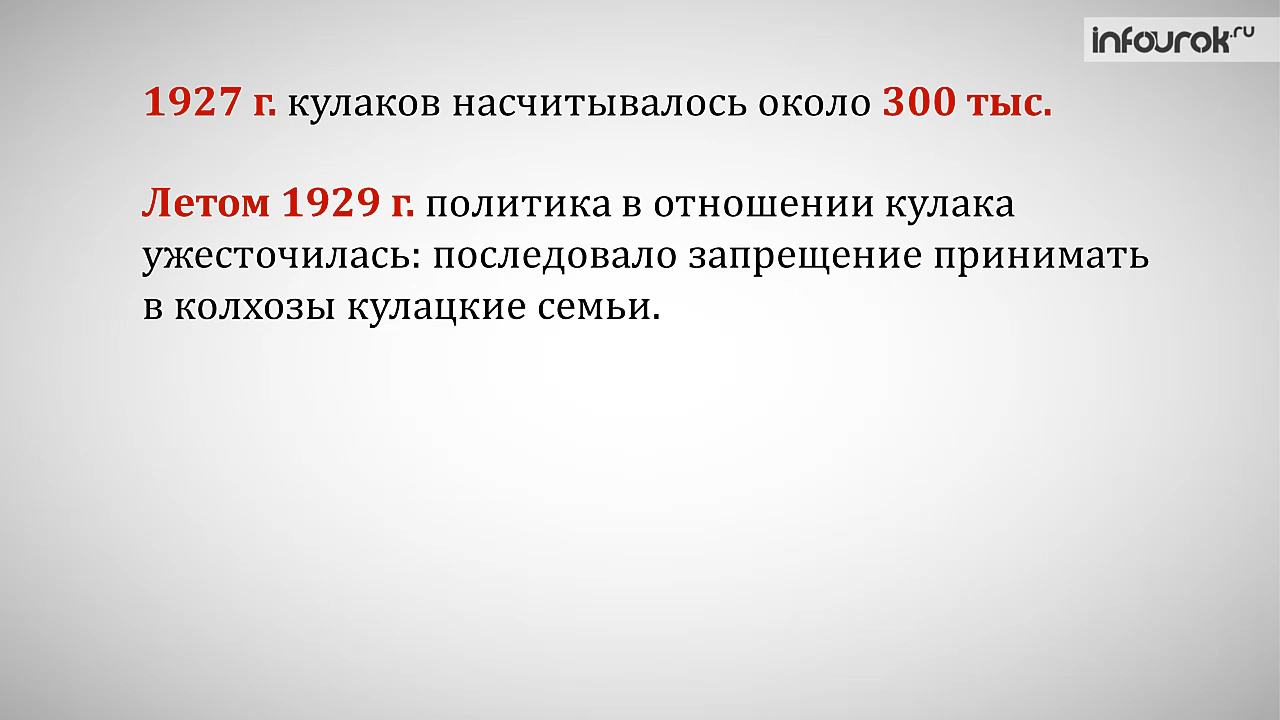 infourok.ru
1927 г. кулаков насчитывалось около 300 тыс.
Летом 1929 г. политика в отношении кулака
ужесточилась: последовало запрещение принимать
в колхозы кулацкие семьи.